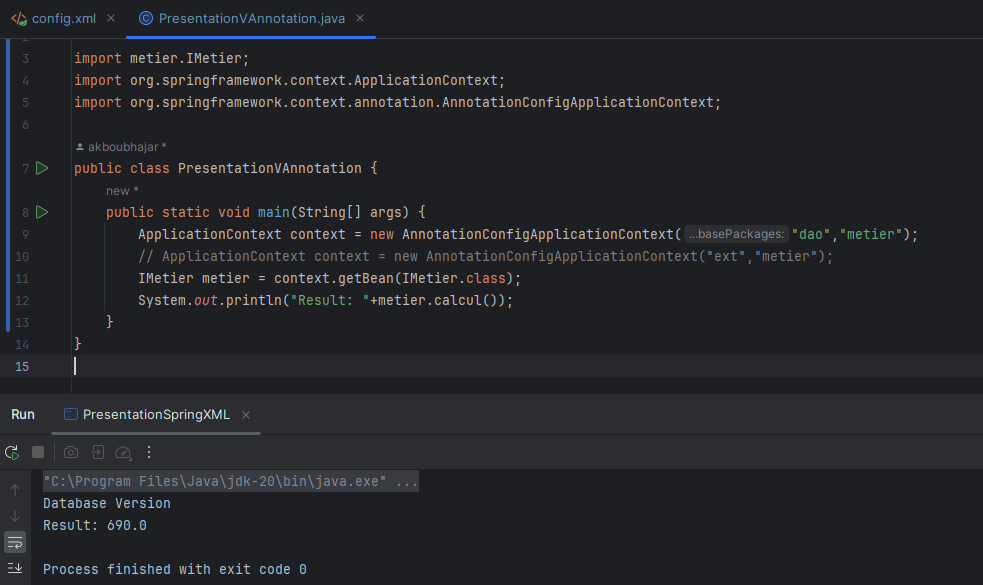 config.xml PresentationVAnnotation.java
3 import metier.IMetier;
4 import org.springframework.context.ApplicationContext;
5 import org.springframework.context.annotation.AnnotationConfigApplicationContext;
6
akboubhajar *
7 public class PresentationVAnnotation {
new *
8 public static void main(String[] args) {
9 ApplicationContext context = new AnnotationConfigApplicationContext( ...basePackages: "dao","metier");
10 // ApplicationContext context = new AnnotationConfigApplicationContext("ext","metier");
11 IMetier metier = context.getBean(IMetier.class);
12 System.out.println("Result: "+metier.calcul());
13 }
14 }
15
Run PresentationSpringXML
"C:\Program Files\Java\jdk-20\bin\java.exe" ...
Database Version
Result: 690.0
Process finished with exit code 0